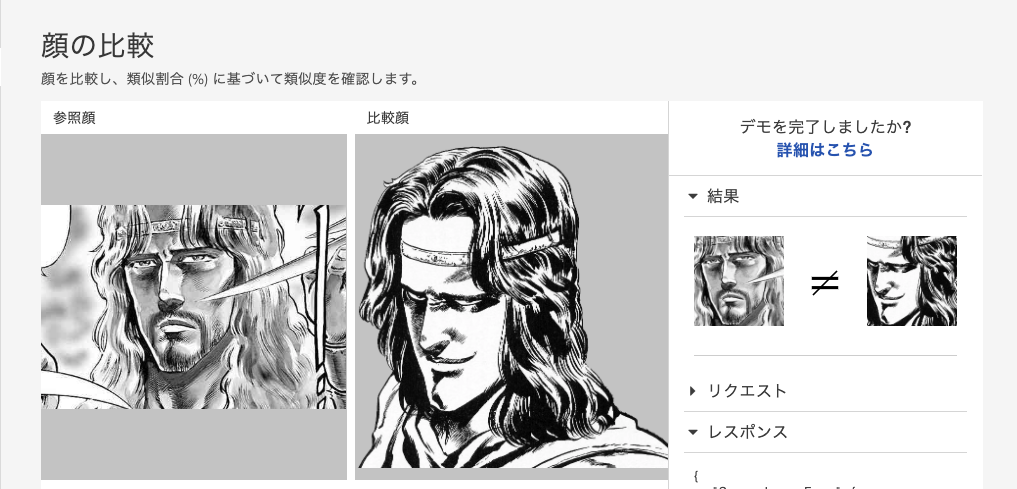 顔の比較
顔を比較し、類似割合 (%) に基づいて類似度を確認します。
参照顔
比較顔
デモを完了しましたか?
詳細はこちら
結果
≠
リクエスト
レスポンス
{